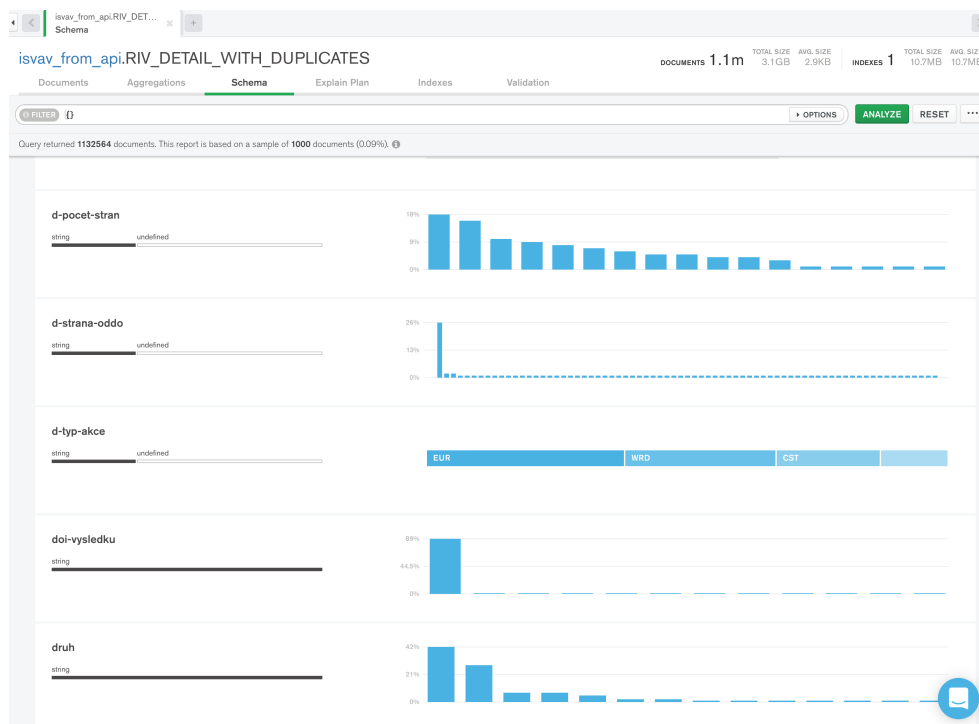 isvav_from_api.RIV_DET...
Schema
isvav_from_api.RIV_DETAIL_WITH_DUPLICATES
DOCUMENTS 1.1m TOTAL SIZE 3.1GB AVG. SIZE 2.9KB INDEXES 1 TOTAL SIZE 10.7MB AVG. SIZ 10.7ME
Documents Aggregations Schema Explain Plan Indexes Validation
FILTER {} OPTIONS ANALYZE RESET ...
Query returned 1132564 documents. This report is based on a sample of 1000 documents (0.09%).
d-pocet-stran
string undefined
18%
9%
0%
d-strana-oddo
string undefined
26%
13%
0%
d-typ-akce
string undefined
EUR WRD CST
doi-vysledku
string
89%
44.5%
0%
druh
string
42%
21%
0%